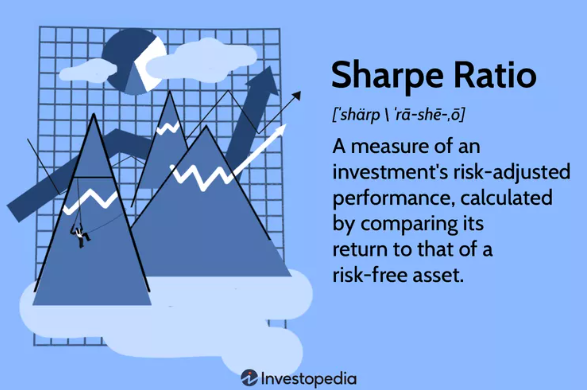 Sharpe Ratio
[ˈshärp \ ˈrā-shē-ˌō]
A measure of an
investment's risk-adjusted
performance, calculated
by comparing its
return to that of a
risk-free asset.
Investopedia